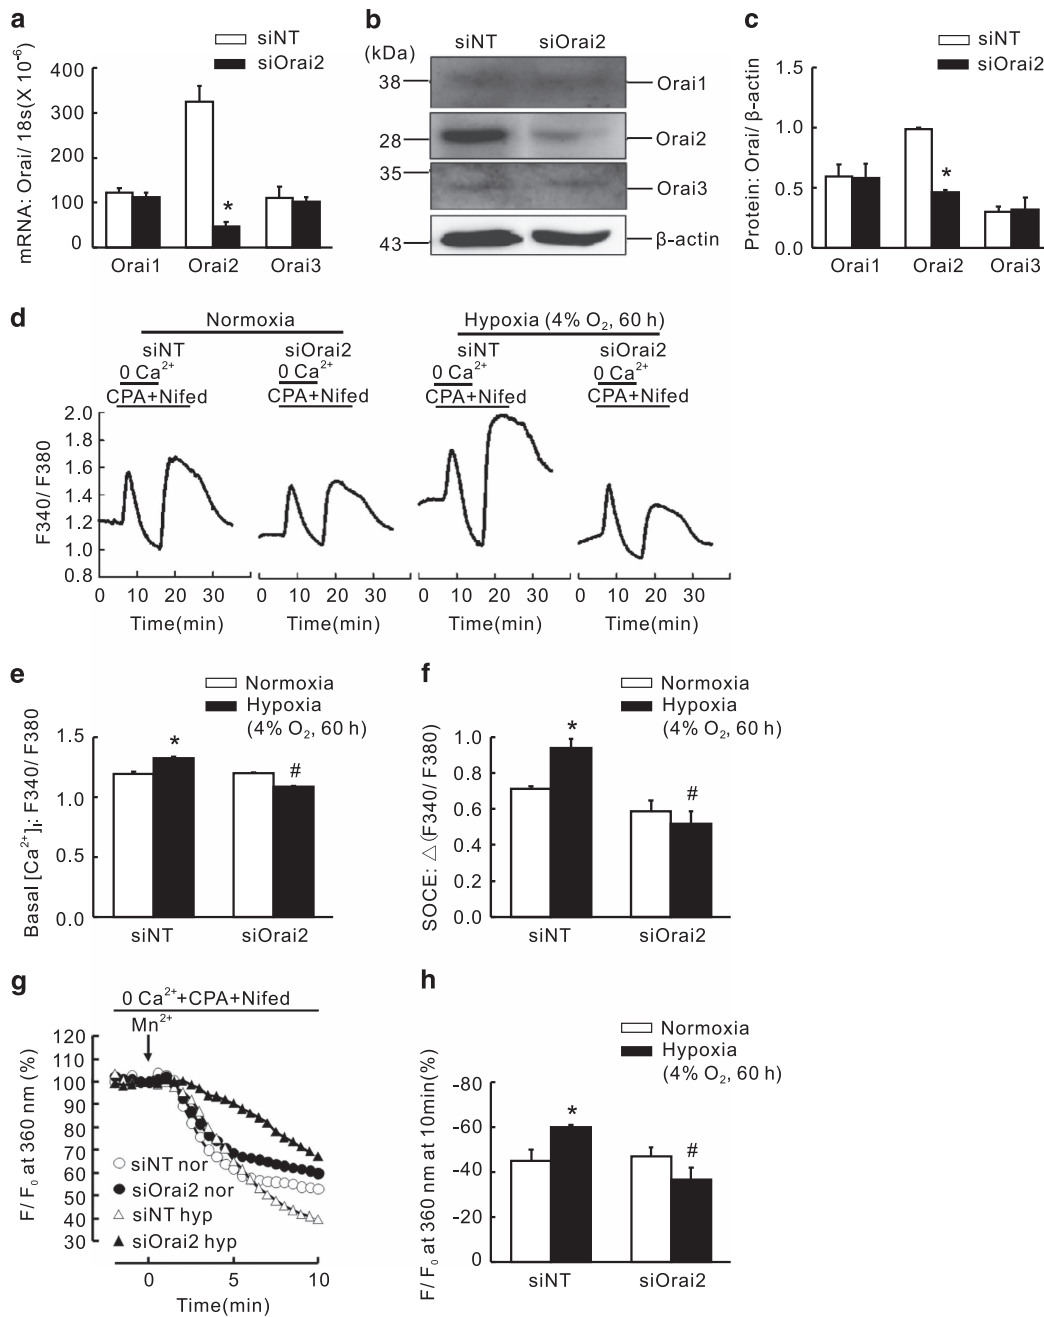 a
siNT
siOrai2
mRNA: Orai/ 18s(X 10⁻⁶)
400
300
200
100
0
Orai1 Orai2 Orai3
*
b
(kDa) siNT siOrai2
38 Orai1
28 Orai2
35 Orai3
43 β-actin
c
siNT
siOrai2
Protein: Orai/ β-actin
1.5
1.0
0.5
0.0
*
Orai1 Orai2 Orai3
d
Normoxia Hypoxia (4% O₂, 60 h)
siNT siOrai2 siNT siOrai2
0 Ca²⁺ 0 Ca²⁺ 0 Ca²⁺ 0 Ca²⁺
CPA+Nifed CPA+Nifed CPA+Nifed CPA+Nifed
F340/ F380
2.0
1.8
1.6
1.4
1.2
1.0
0.8
0 10 20 30 0 10 20 30 0 10 20 30 0 10 20 30
Time(min) Time(min) Time(min) Time(min)
e
Normoxia
Hypoxia
(4% O₂, 60 h)
Basal [Ca²⁺]i: F340/ F380
1.5
1.0
0.5
0.0
*
#
siNT siOrai2
f
Normoxia
Hypoxia
(4% O₂, 60 h)
SOCE: △(F340/ F380)
1.0
0.8
0.6
0.4
0.2
0.0
*
#
siNT siOrai2
g
0 Ca²⁺+CPA+Nifed
Mn²⁺
F/ F₀ at 360 nm (%)
120
110
100
90
80
70
60
50
40
30
siNT nor
siOrai2 nor
siNT hyp
siOrai2 hyp
0 5 10
Time(min)
h
Normoxia
Hypoxia
(4% O₂, 60 h)
F/ F₀ at 360 nm at 10min(%)
-80
-60
-40
-20
0
*
#
siNT siOrai2